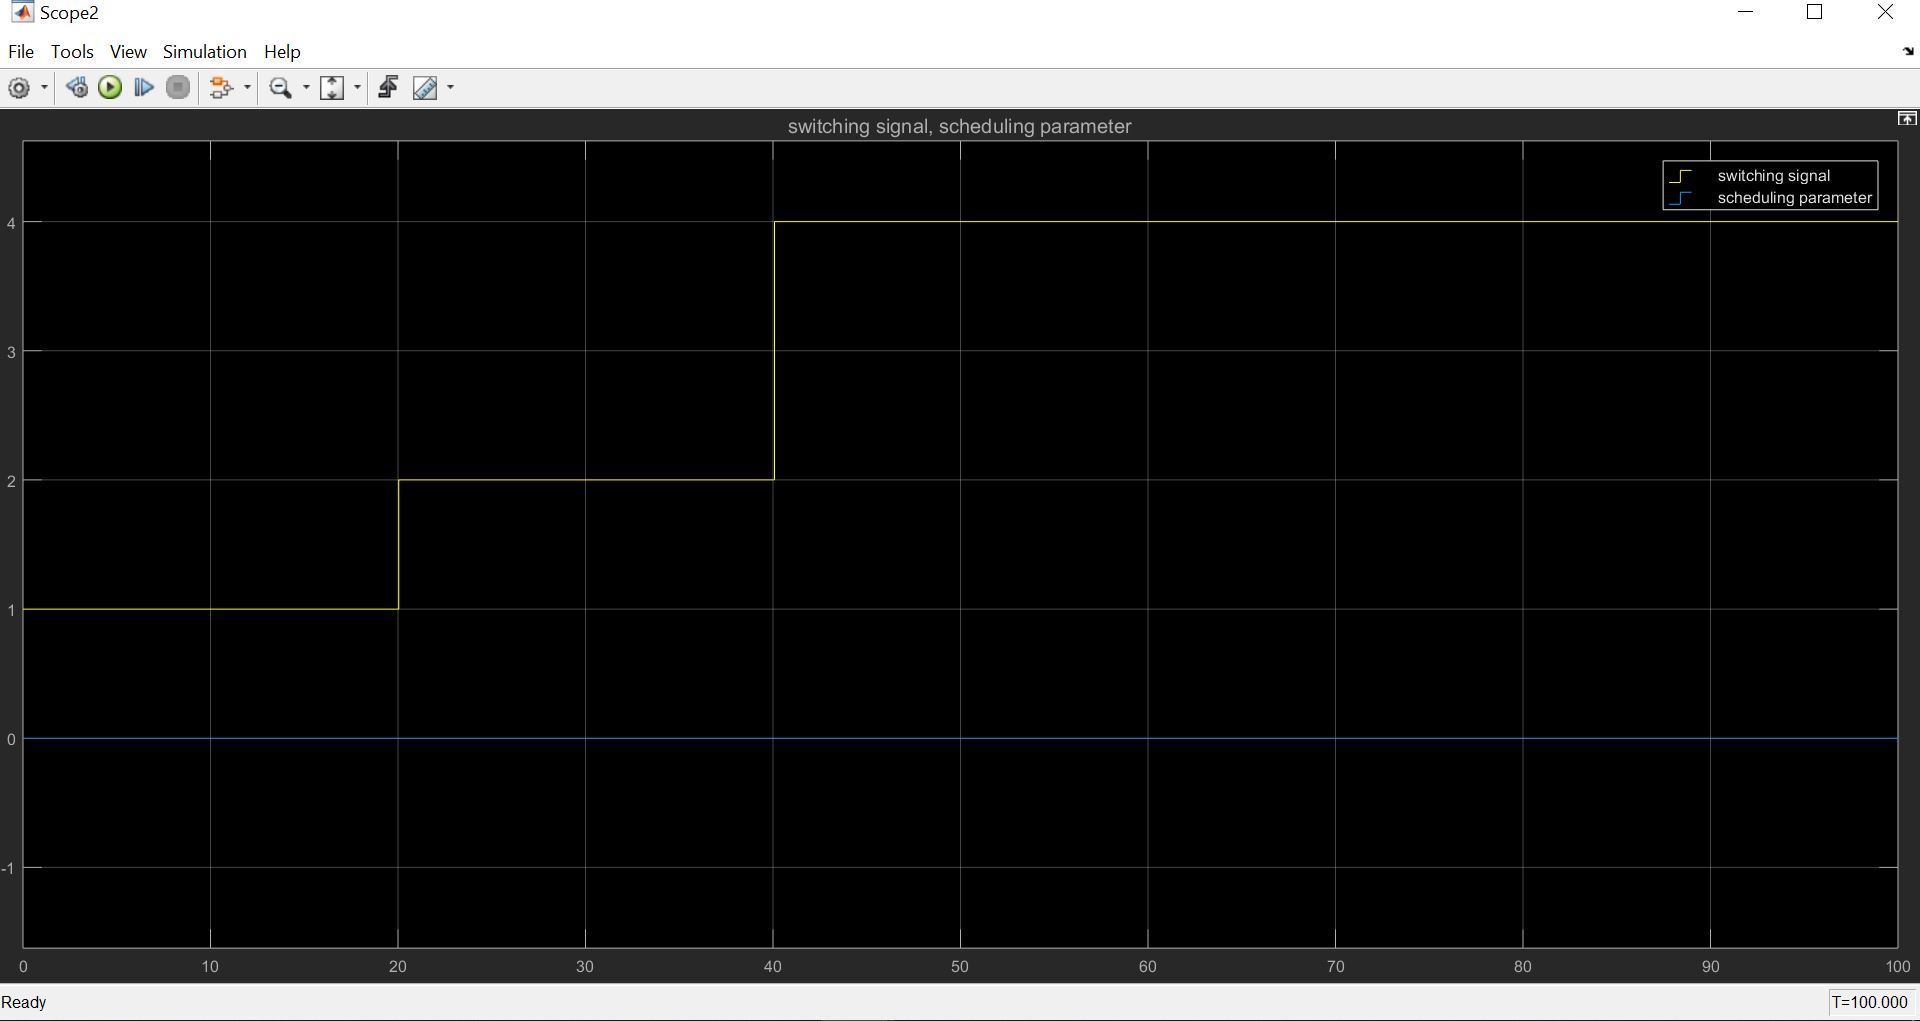 Scope2
File Tools View Simulation Help
switching signal, scheduling parameter
switching signal
scheduling parameter
4
3
2
1
0
-1
0 10 20 30 40 50 60 70 80 90 100
Ready T=100.000